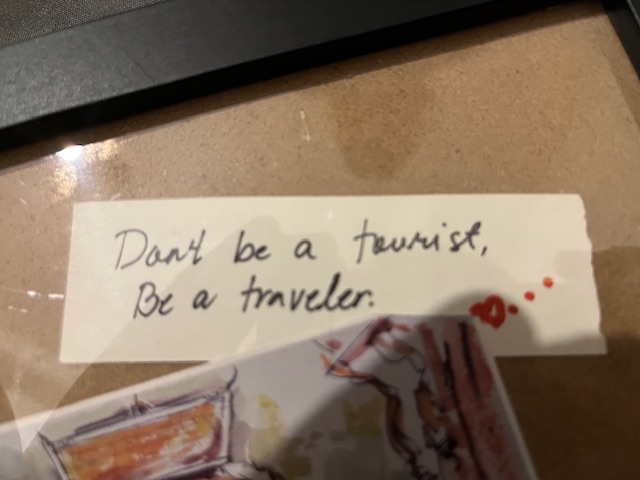 Don't be a tourist,
Be a traveler.